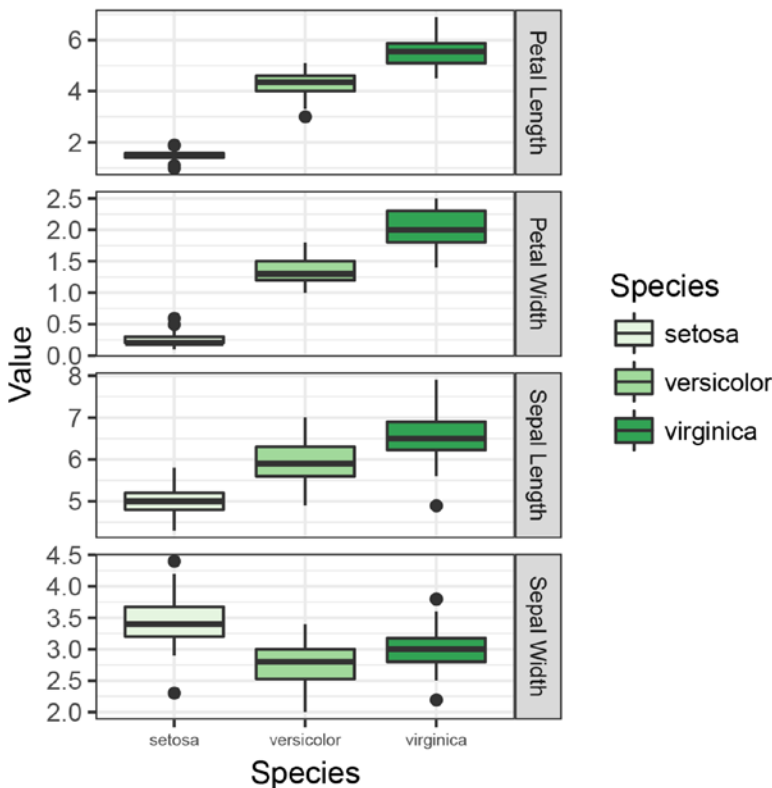 6
4
2
Petal Length
2.5
2.0
1.5
1.0
0.5
0.0
Petal Width
8
7
6
5
Sepal Length
4.5
4.0
3.5
3.0
2.5
2.0
Sepal Width
Value
setosa
versicolor
virginica
Species
Species
setosa
versicolor
virginica